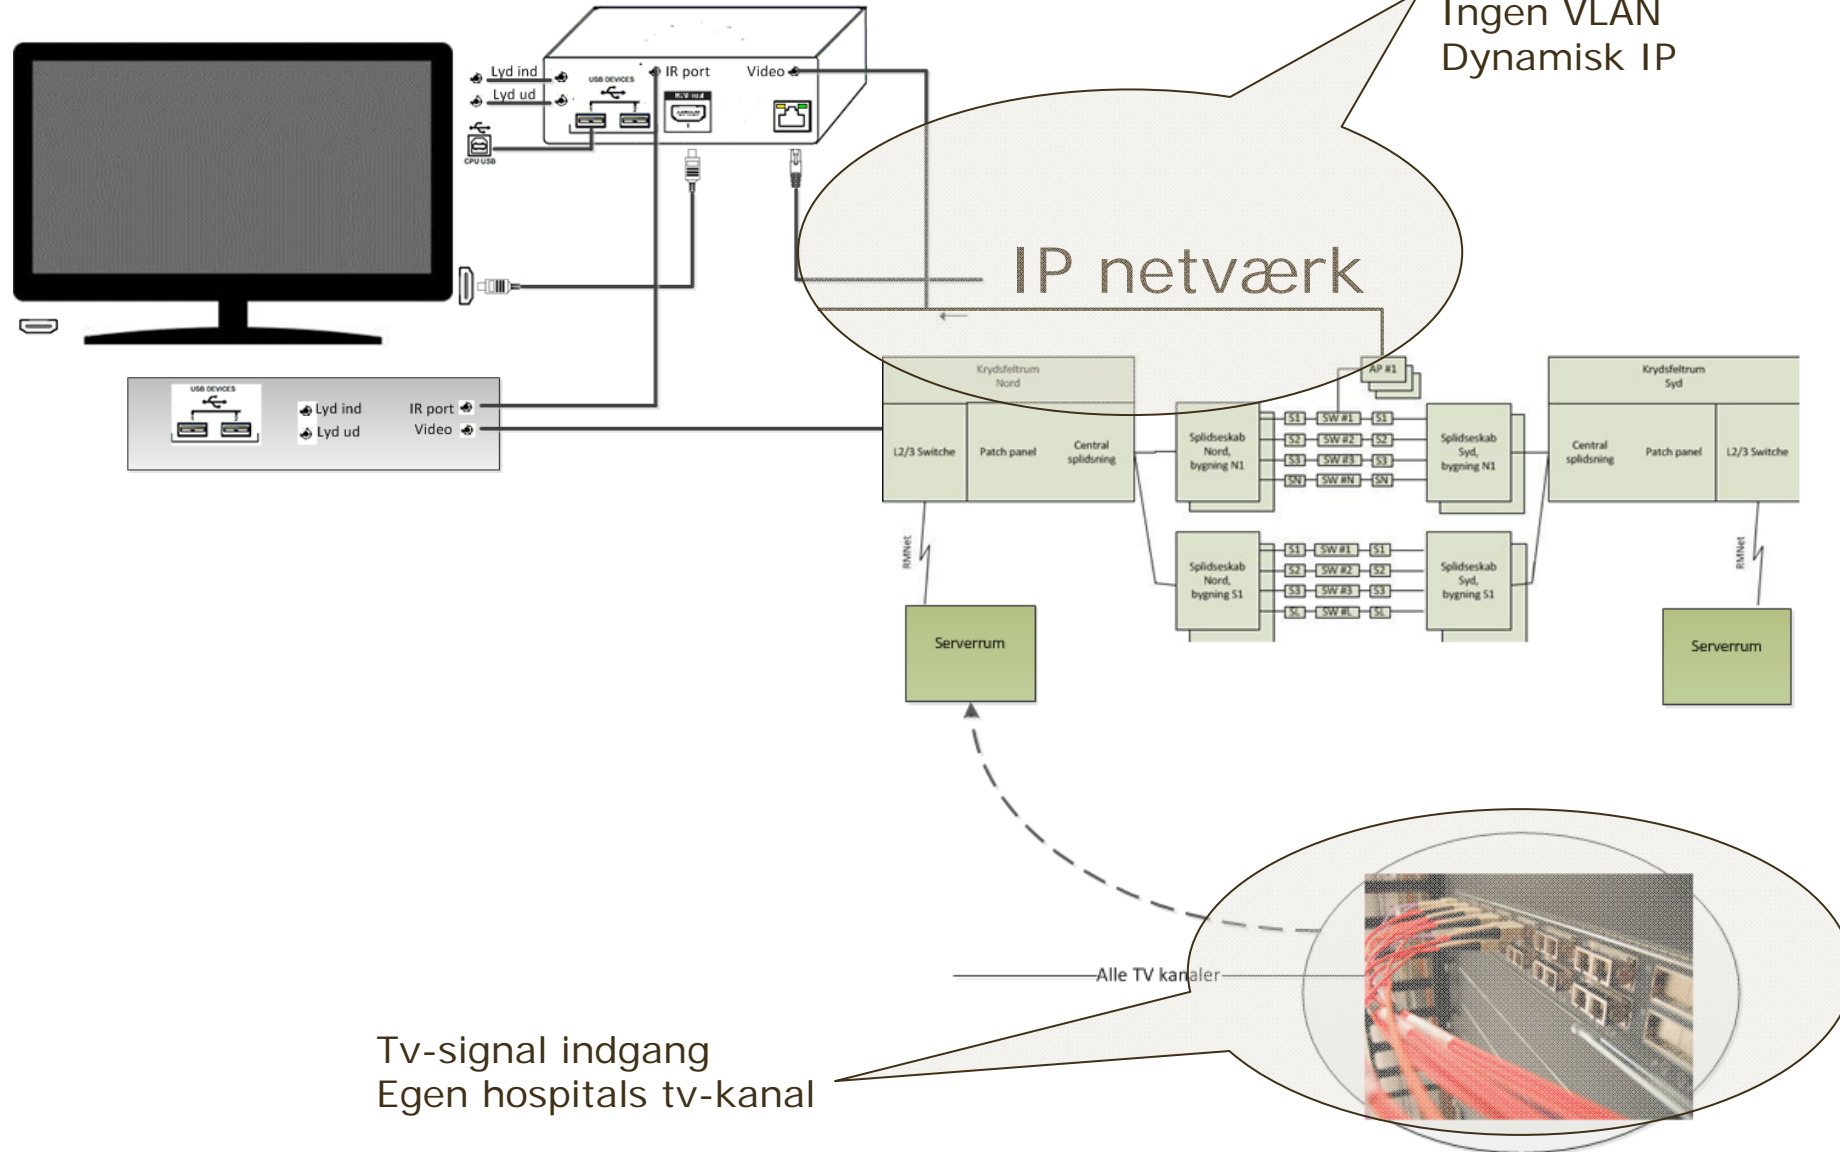 Ingen VLAN
Dynamisk IP
Lyd ind
Lyd ud
CPU USB
USB DEVICES
IR port
Video
IP netværk
USB DEVICES
Lyd ind
Lyd ud
IR port
Video
Krydsfeltrum
Nord
L2/3 Switche
Patch panel
Central
splidsning
AP #1
Splidseskab
Nord,
bygning N1
S1 SW #1 S1
S2 SW #2 S2
S3 SW #3 S3
SN SW #N SN
Splidseskab
Syd,
bygning N1
Krydsfeltrum
Syd
Central
splidsning
Patch panel
L2/3 Switche
Splidseskab
Nord,
bygning S1
S1 SW #1 S1
S2 SW #2 S2
S3 SW #3 S3
SL SW #L SL
Splidseskab
Syd,
bygning S1
RMNet
RMNet
Serverrum
Serverrum
Alle TV kanaler
Tv-signal indgang
Egen hospitals tv-kanal